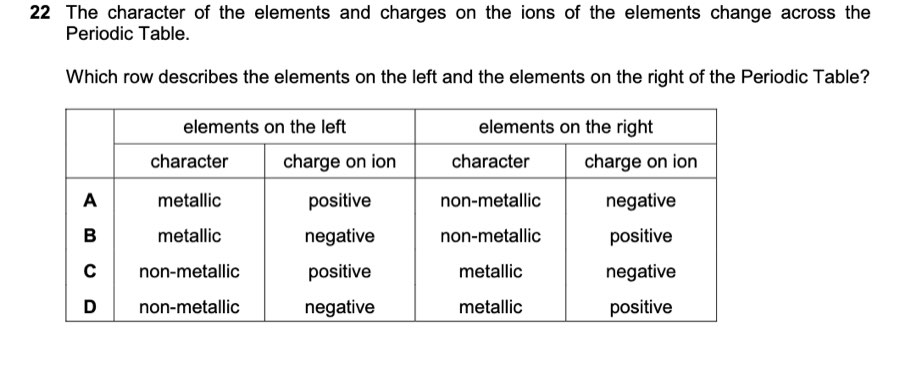 22 The character of the elements and charges on the ions of the elements change across the
Periodic Table.
Which row describes the elements on the left and the elements on the right of the Periodic Table?
elements on the left elements on the right
character charge on ion character charge on ion
A metallic positive non-metallic negative
B metallic negative non-metallic positive
C non-metallic positive metallic negative
D non-metallic negative metallic positive